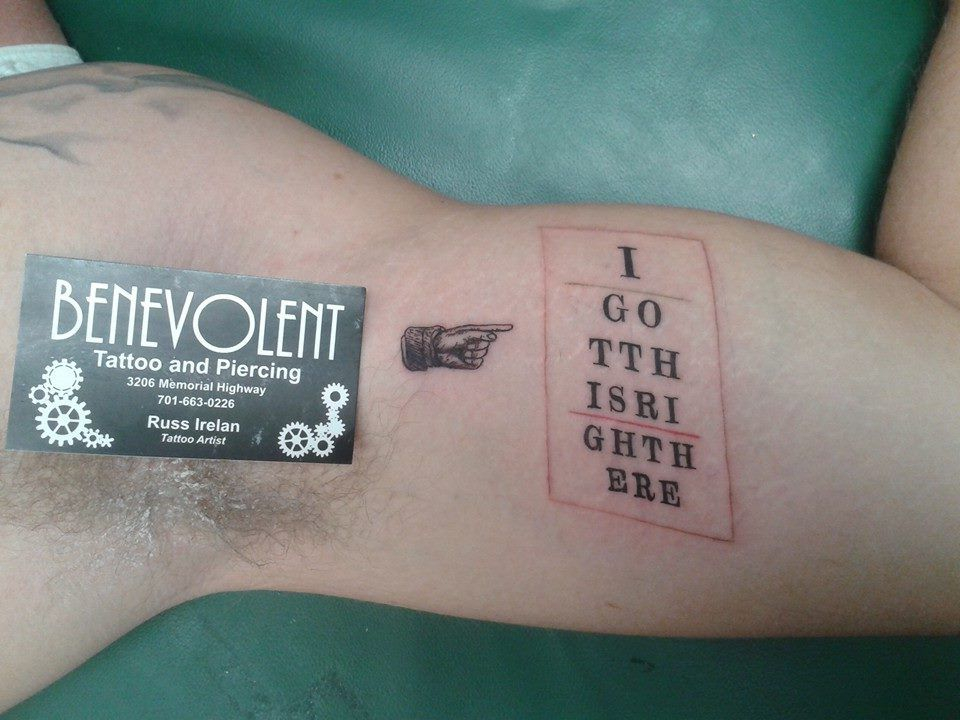 BENEVOLENT
Tattoo and Piercing
3206 Memorial Highway
701-663-0226
Russ Irelan
Tattoo Artist
I
GO
TTH
ISRI
GHTH
ERE